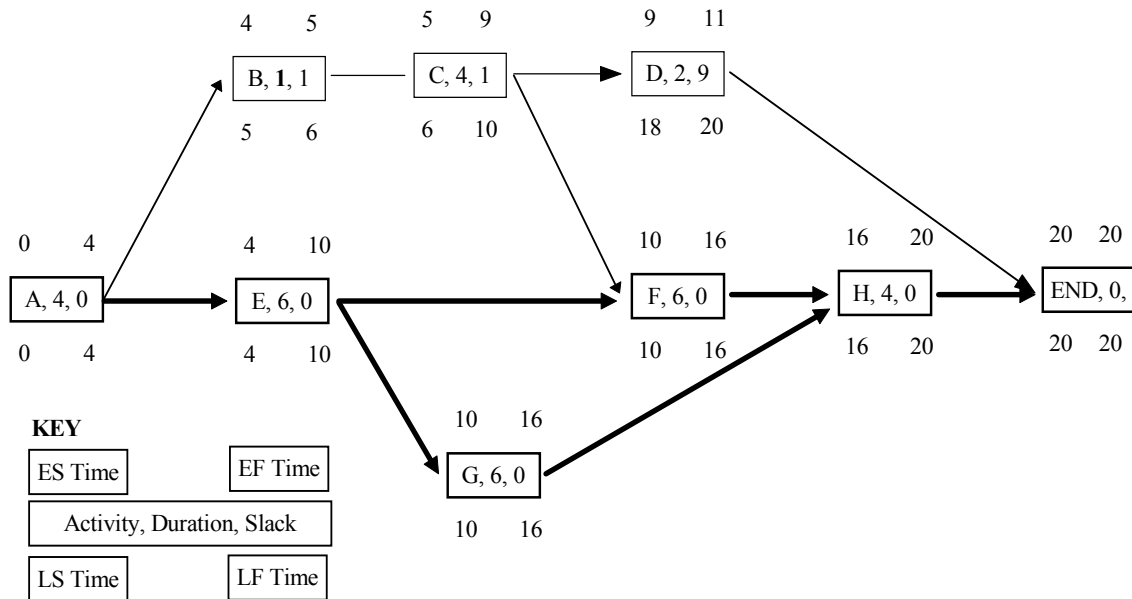 4 5
5 9
9 11
B, 1, 1
C, 4, 1
D, 2, 9
5 6
6 10
18 20
0 4
4 10
10 16
16 20
20 20
A, 4, 0
E, 6, 0
F, 6, 0
H, 4, 0
END, 0,
0 4
4 10
10 16
16 20
20 20
10 16
G, 6, 0
10 16
KEY
ES Time
EF Time
Activity, Duration, Slack
LS Time
LF Time